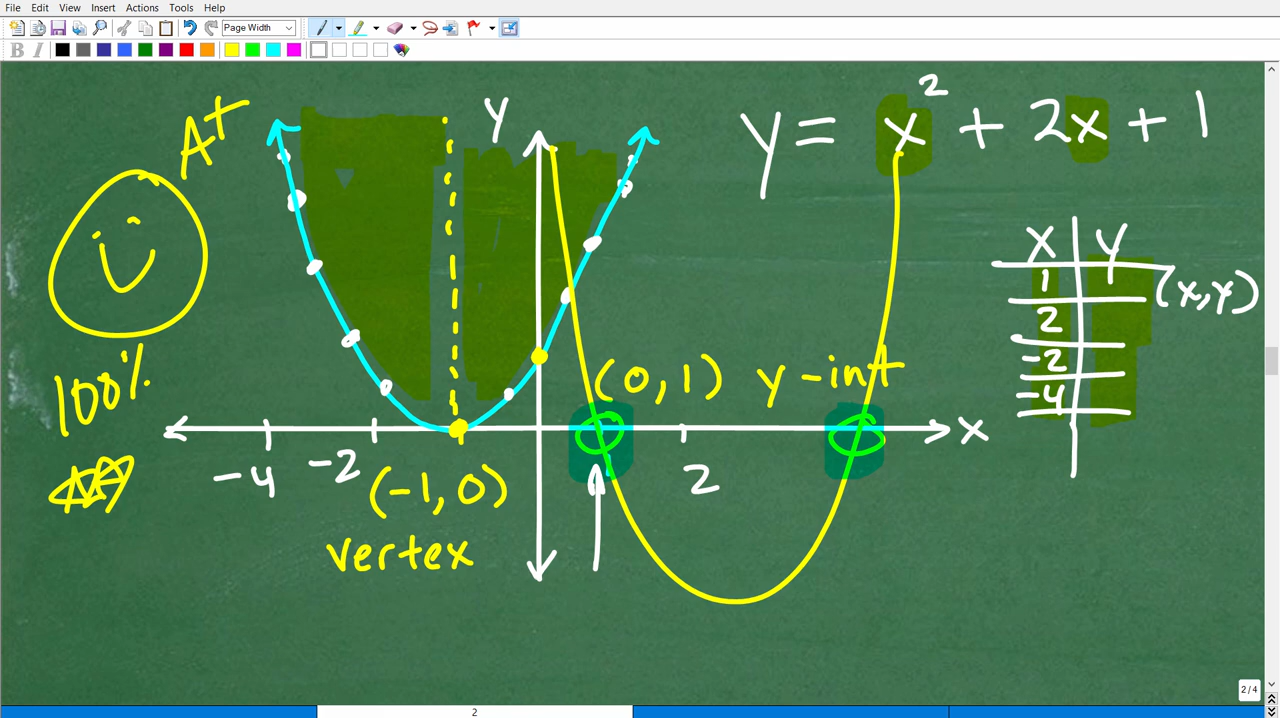 File Edit View Insert Actions Tools Help
Page Width
B I
A+
100%
y
y = x² + 2x + 1
x y
1
(x,y)
2
-2
-4
(0,1) y-int
x
-4 -2 2
(-1,0)
vertex
2/4
2